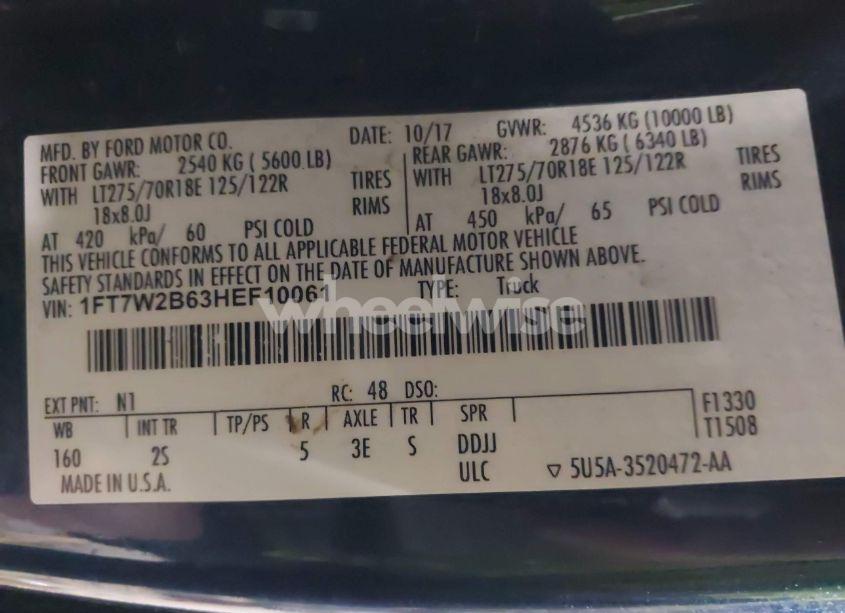 MFD. BY FORD MOTOR CO. DATE: 10/17 GVWR: 4536 KG (10000 LB)
FRONT GAWR: 2540 KG ( 5600 LB) REAR GAWR: 2876 KG ( 6340 LB)
WITH LT275/70R18E 125/122R TIRES WITH LT275/70R18E 125/122R TIRES
18x8.0J RIMS 18x8.0J RIMS
AT 420 kPa/ 60 PSI COLD AT 450 kPa/ 65 PSI COLD
THIS VEHICLE CONFORMS TO ALL APPLICABLE FEDERAL MOTOR VEHICLE
SAFETY STANDARDS IN EFFECT ON THE DATE OF MANUFACTURE SHOWN ABOVE.
VIN: 1FT7W2B63HEF10061 TYPE: Truck
wheelwise
EXT PNT: N1 RC: 48 DSO:
WB INT TR TP/PS R AXLE TR SPR F1330
160 2S 5 3E S DDJJ T1508
MADE IN U.S.A. ULC 5U5A-3520472-AA